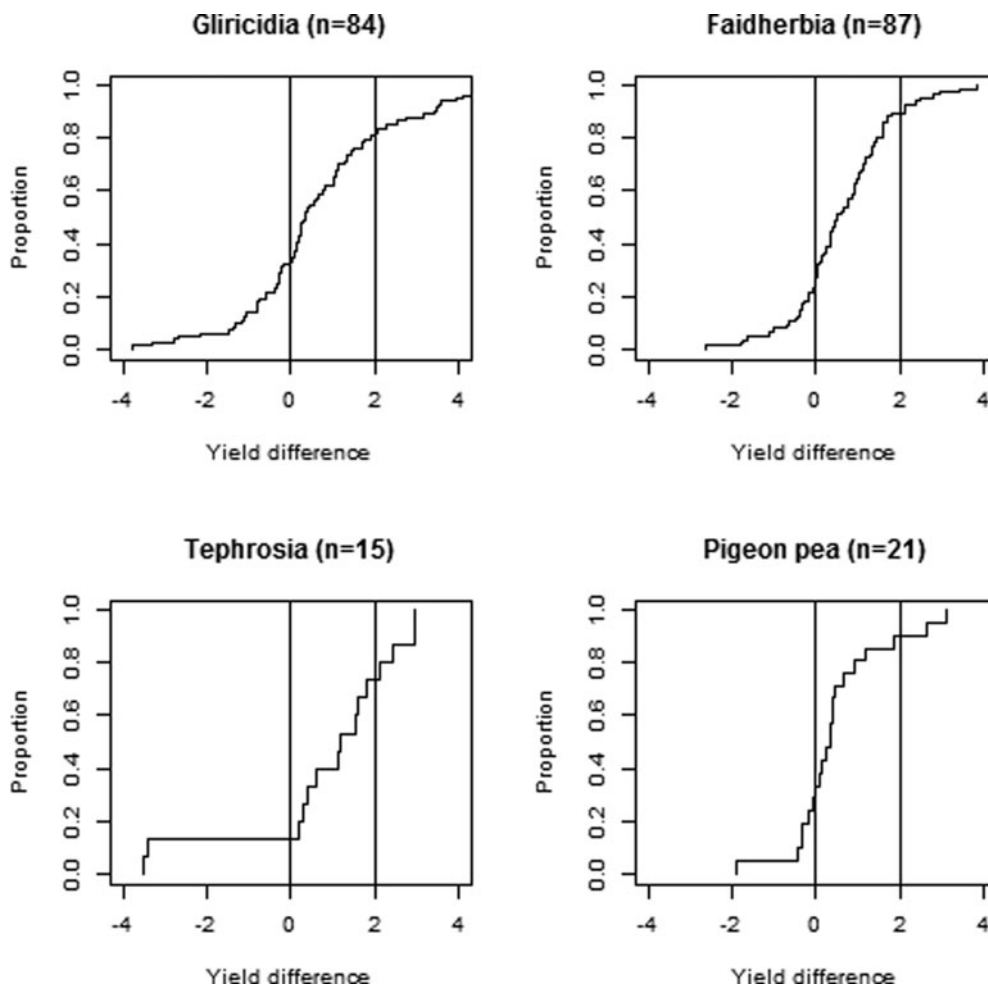 Gliricidia (n=84)
Proportion
0.0 0.2 0.4 0.6 0.8 1.0
-4 -2 0 2 4
Yield difference
Faidherbia (n=87)
Proportion
0.0 0.2 0.4 0.6 0.8 1.0
-4 -2 0 2 4
Yield difference
Tephrosia (n=15)
Proportion
0.0 0.2 0.4 0.6 0.8 1.0
-4 -2 0 2 4
Yield difference
Pigeon pea (n=21)
Proportion
0.0 0.2 0.4 0.6 0.8 1.0
-4 -2 0 2 4
Yield difference